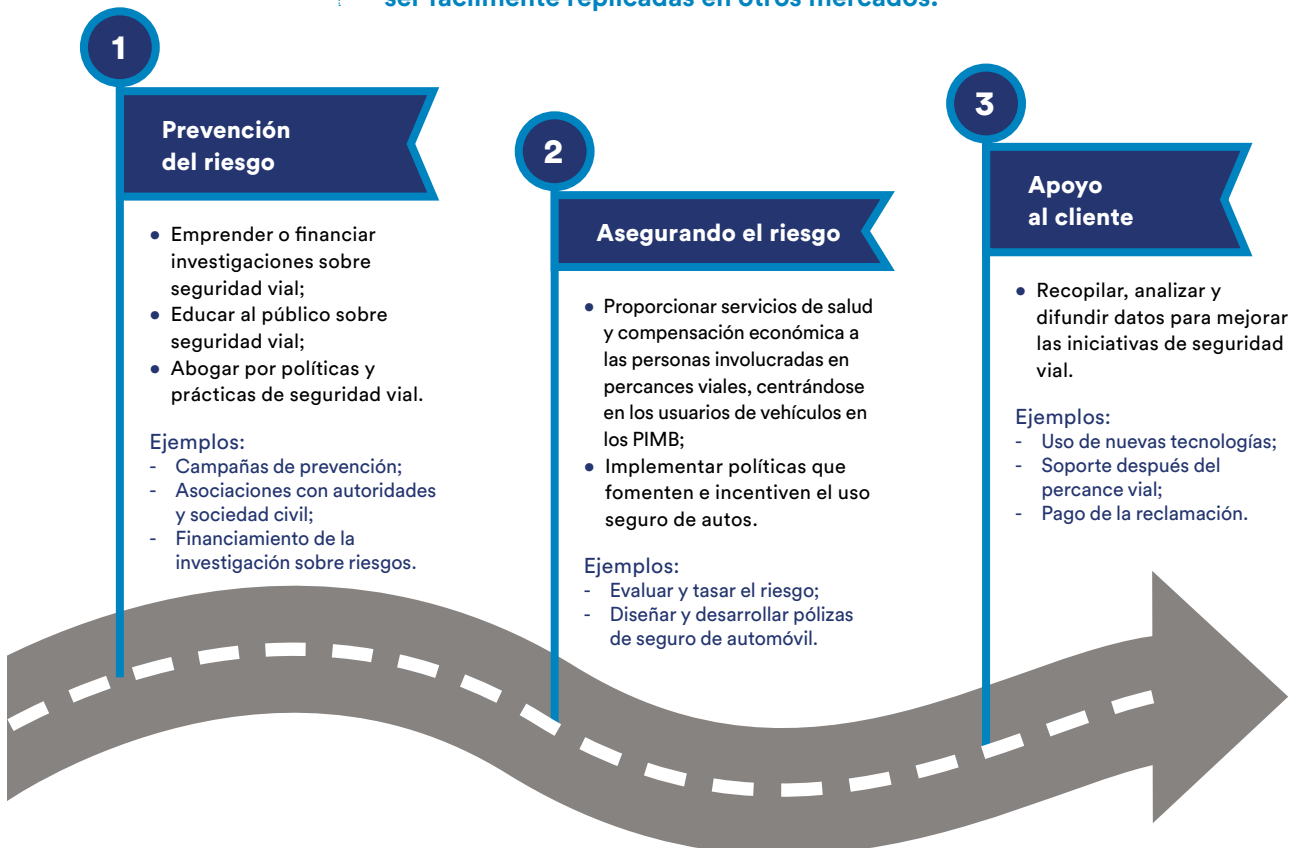 ser fácilmente replicadas en otros mercados.
1
Prevención
del riesgo
● Emprender o financiar
investigaciones sobre
seguridad vial;
● Educar al público sobre
seguridad vial;
● Abogar por políticas y
prácticas de seguridad vial.
Ejemplos:
- Campañas de prevención;
- Asociaciones con autoridades
y sociedad civil;
- Financiamiento de la
investigación sobre riesgos.
2
Asegurando el riesgo
● Proporcionar servicios de salud
y compensación económica a
las personas involucradas en
percances viales, centrándose
en los usuarios de vehículos en
los PIMB;
● Implementar políticas que
fomenten e incentiven el uso
seguro de autos.
Ejemplos:
- Evaluar y tasar el riesgo;
- Diseñar y desarrollar pólizas
de seguro de automóvil.
3
Apoyo
al cliente
● Recopilar, analizar y
difundir datos para mejorar
las iniciativas de seguridad
vial.
Ejemplos:
- Uso de nuevas tecnologías;
- Soporte después del
percance vial;
- Pago de la reclamación.